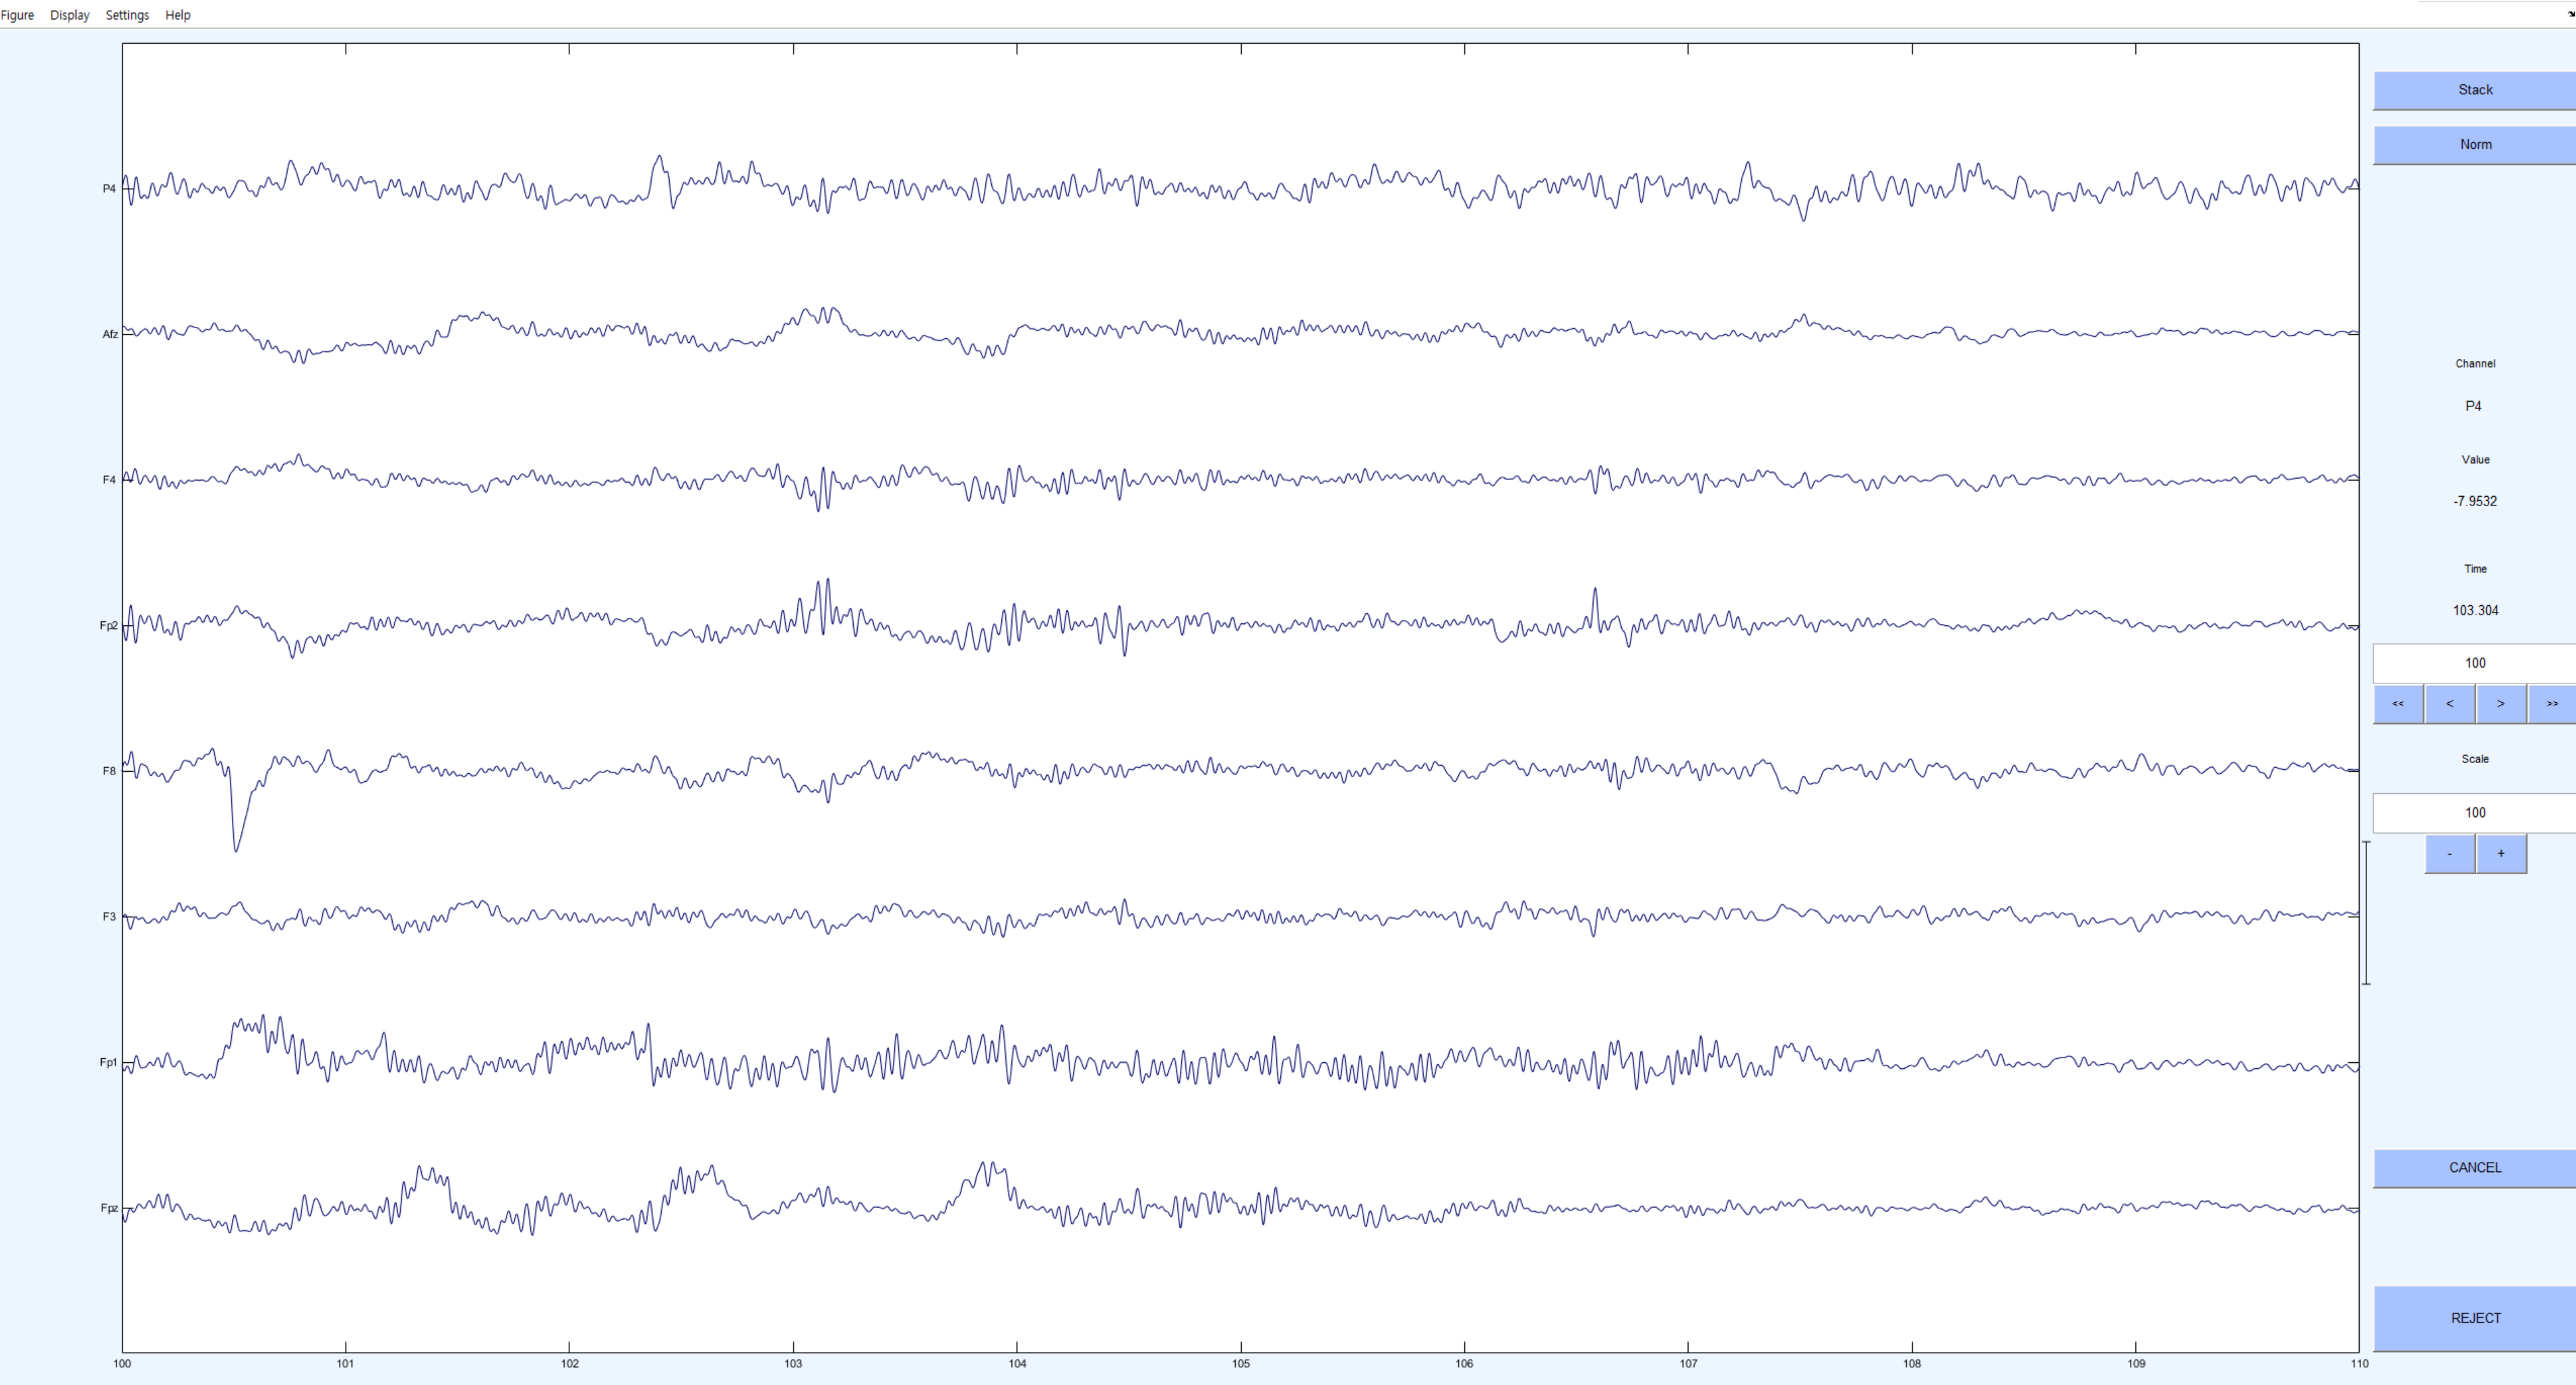 Figure Display Settings Help
Stack
Norm
P4
Afz
F4
Fp2
F8
F3
Fp1
Fpz
Channel
P4
Value
-7.9532
Time
103.304
100
<< < > >>
Scale
100
- +
CANCEL
REJECT
100 101 102 103 104 105 106 107 108 109 110